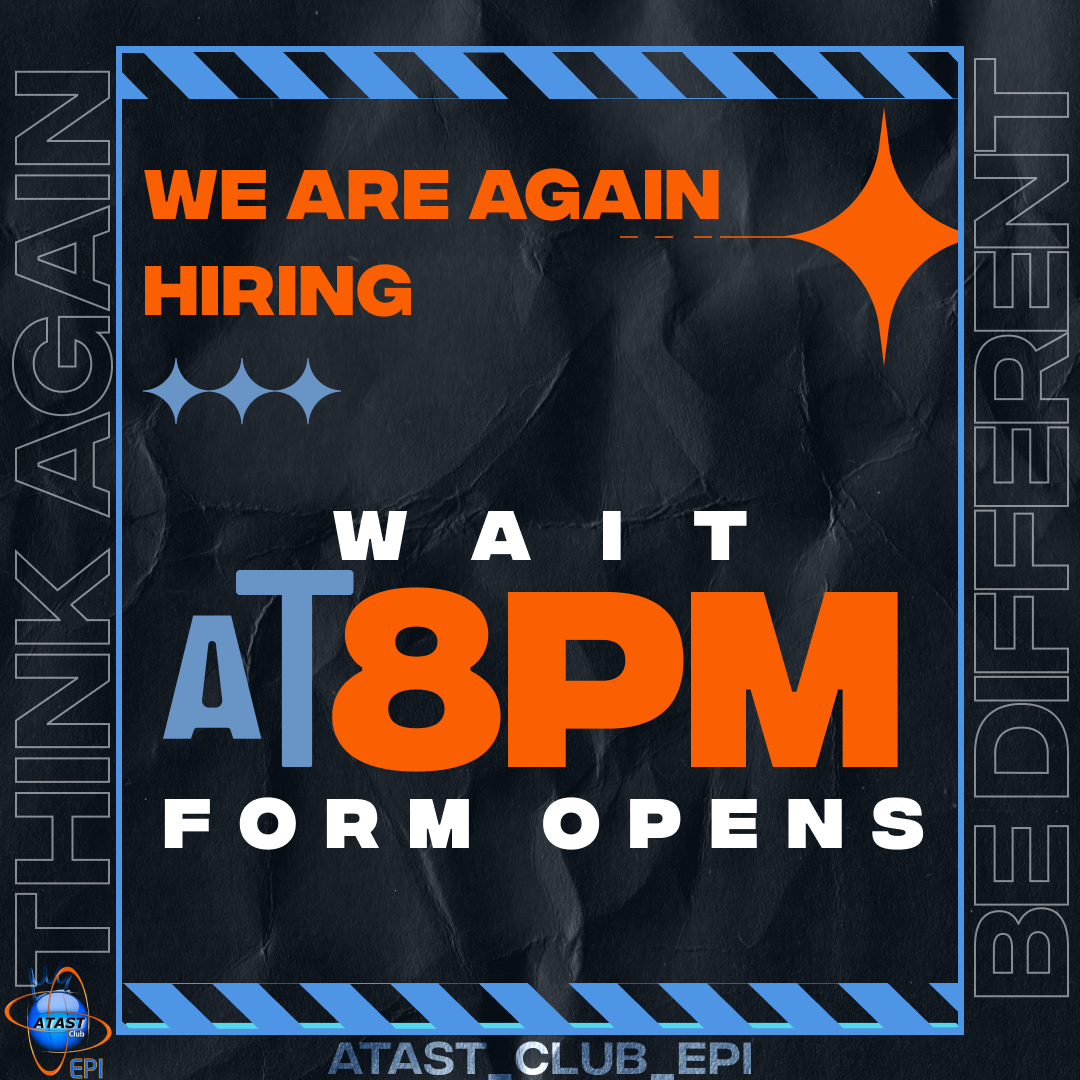 THINK AGAIN
WE ARE AGAIN
HIRING
WAIT
AT 8PM
FORM OPENS
BE DIFFERENT
ATAST
Club
EPI
ATAST_CLUB_EPI